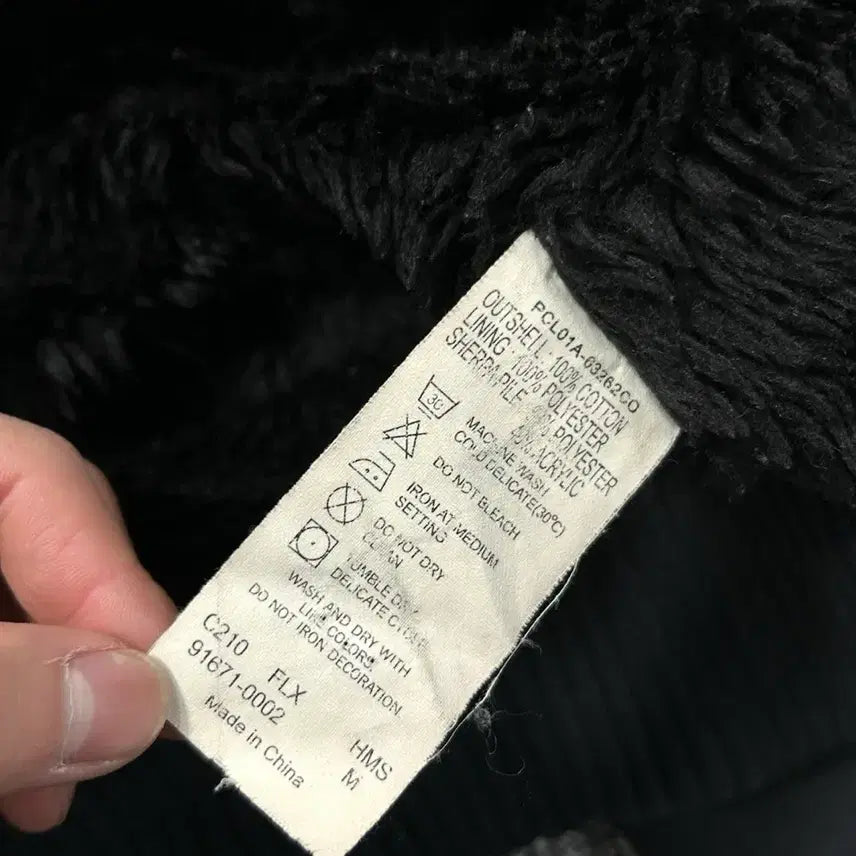 PCL01A-63262CO
OUTSHELL: 100% COTTON
LINING: 100% POLYESTER
SHERPA PILE % POLYESTER
40% ACRYLIC
30
MACHINE WASH
COLD DELICATE(30°C)
DO NOT BLEACH
IRON AT MEDIUM
SETTING
DO NOT DRY
CLEAN
TUMBLE DRY
DELICATE CYCLE
WASH AND DRY WITH
LIKE COLORS.
DO NOT IRON DECORATION
C210 FLX
91671-0002 HMS
Made in China M